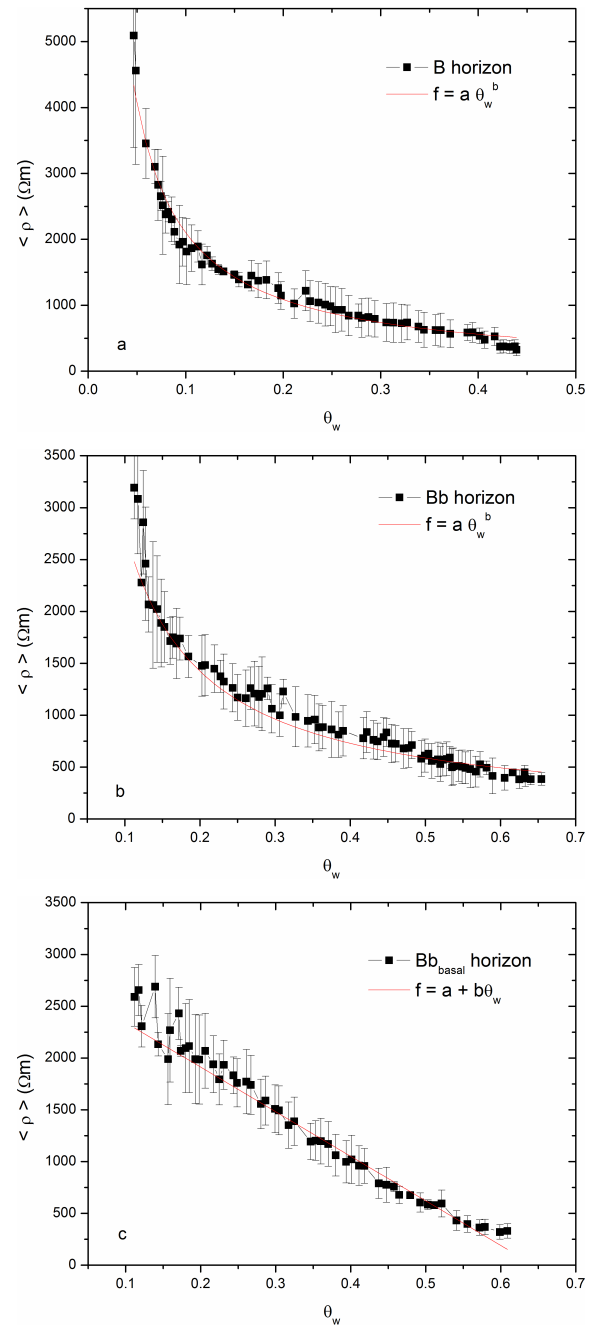 5000
4000
3000
2000
1000
0
< ρ > (Ωm)
B horizon
f = a θw^b
a
0.0 0.1 0.2 0.3 0.4 0.5
θw
3500
3000
2500
2000
1500
1000
500
0
< ρ > (Ωm)
Bb horizon
f = a θw^b
b
0.1 0.2 0.3 0.4 0.5 0.6 0.7
θw
3500
3000
2500
2000
1500
1000
500
0
< ρ > (Ωm)
Bbbasal horizon
f = a + bθw
c
0.1 0.2 0.3 0.4 0.5 0.6 0.7
θw